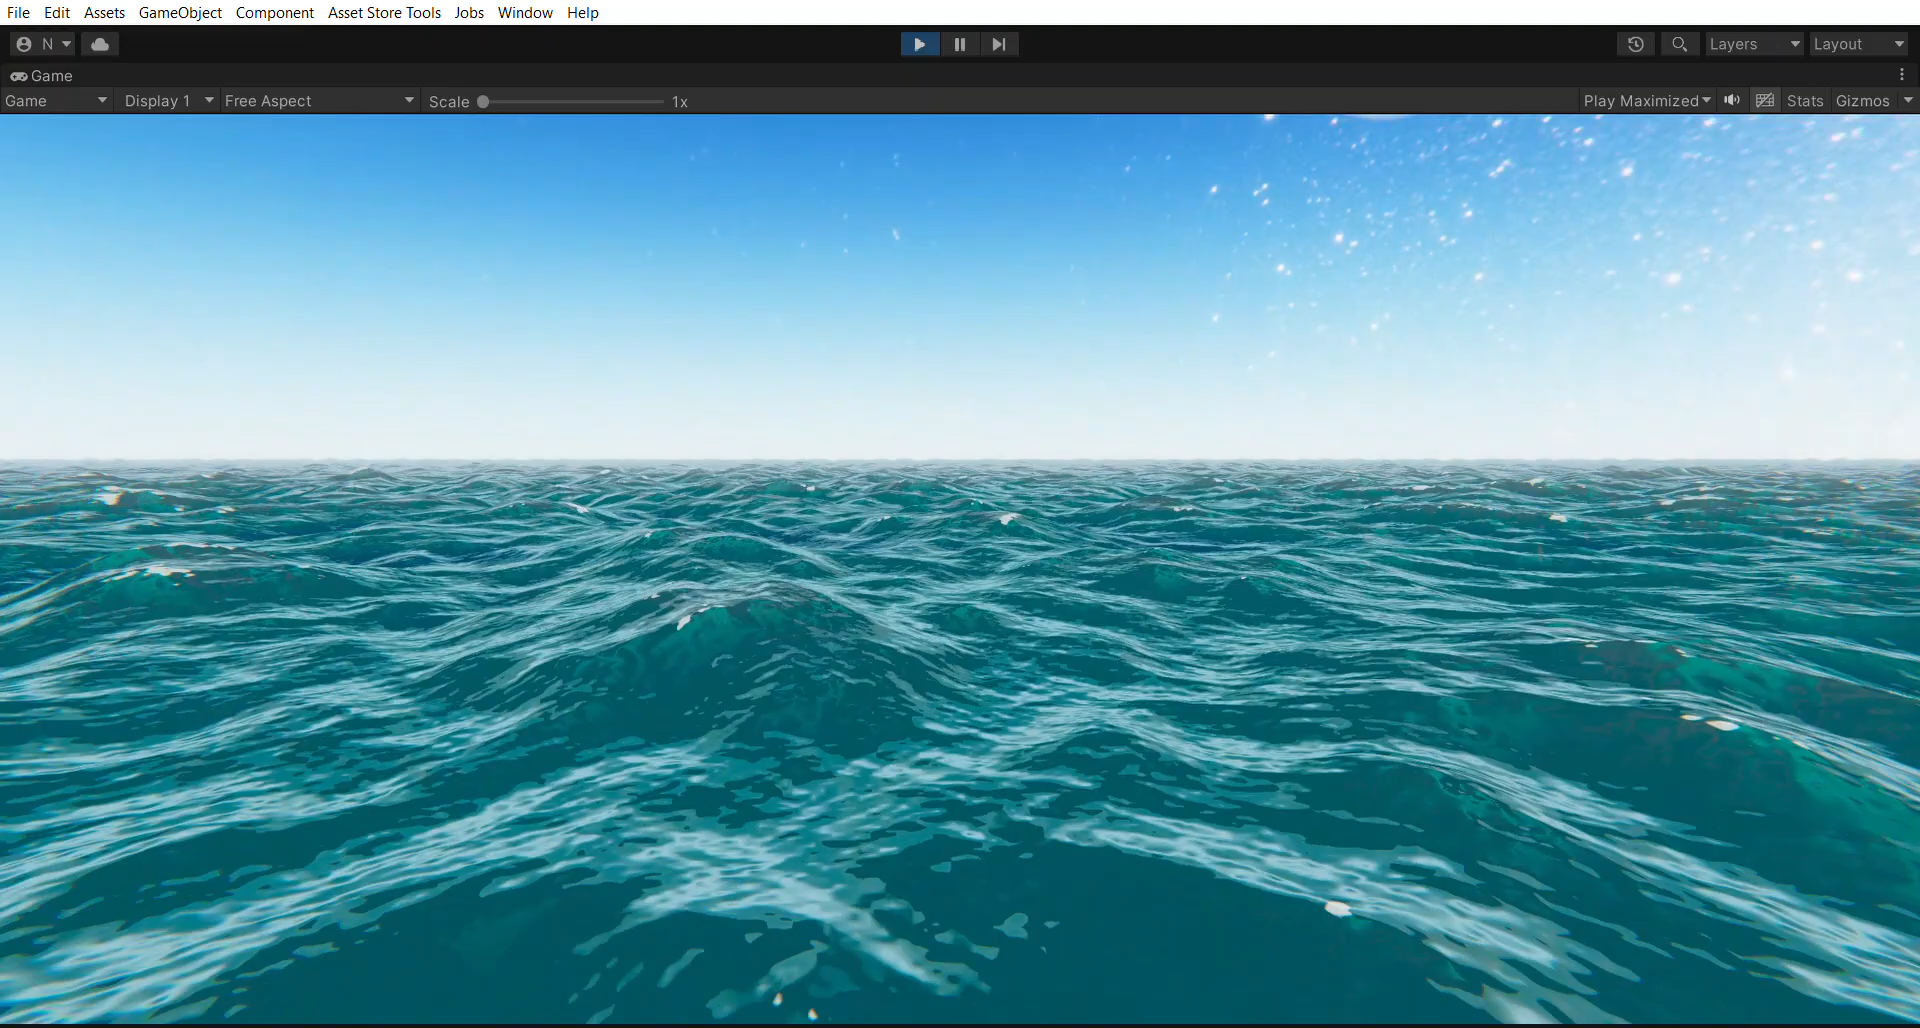 File Edit Assets GameObject Component Asset Store Tools Jobs Window Help
N Layers Layout
Game
Game Display 1 Free Aspect Scale 1x Play Maximized Stats Gizmos